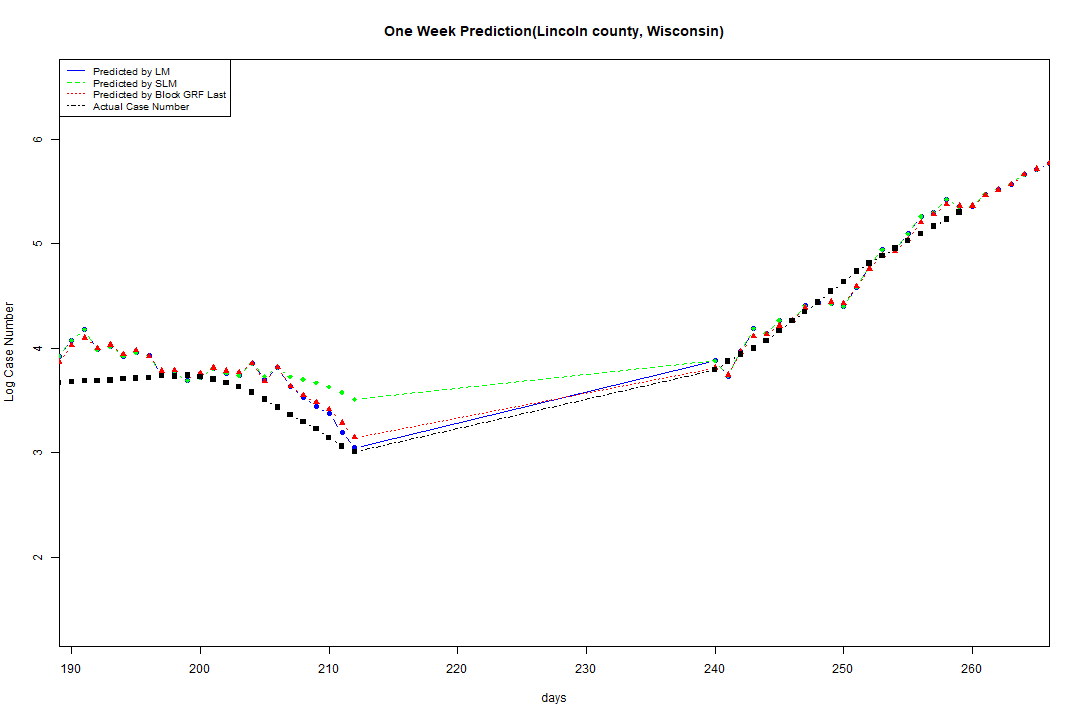 One Week Prediction(Lincoln county, Wisconsin)
Predicted by LM
Predicted by SLM
Predicted by Block GRF Last
Actual Case Number
Log Case Number
6
5
4
3
2
190 200 210 220 230 240 250 260
days